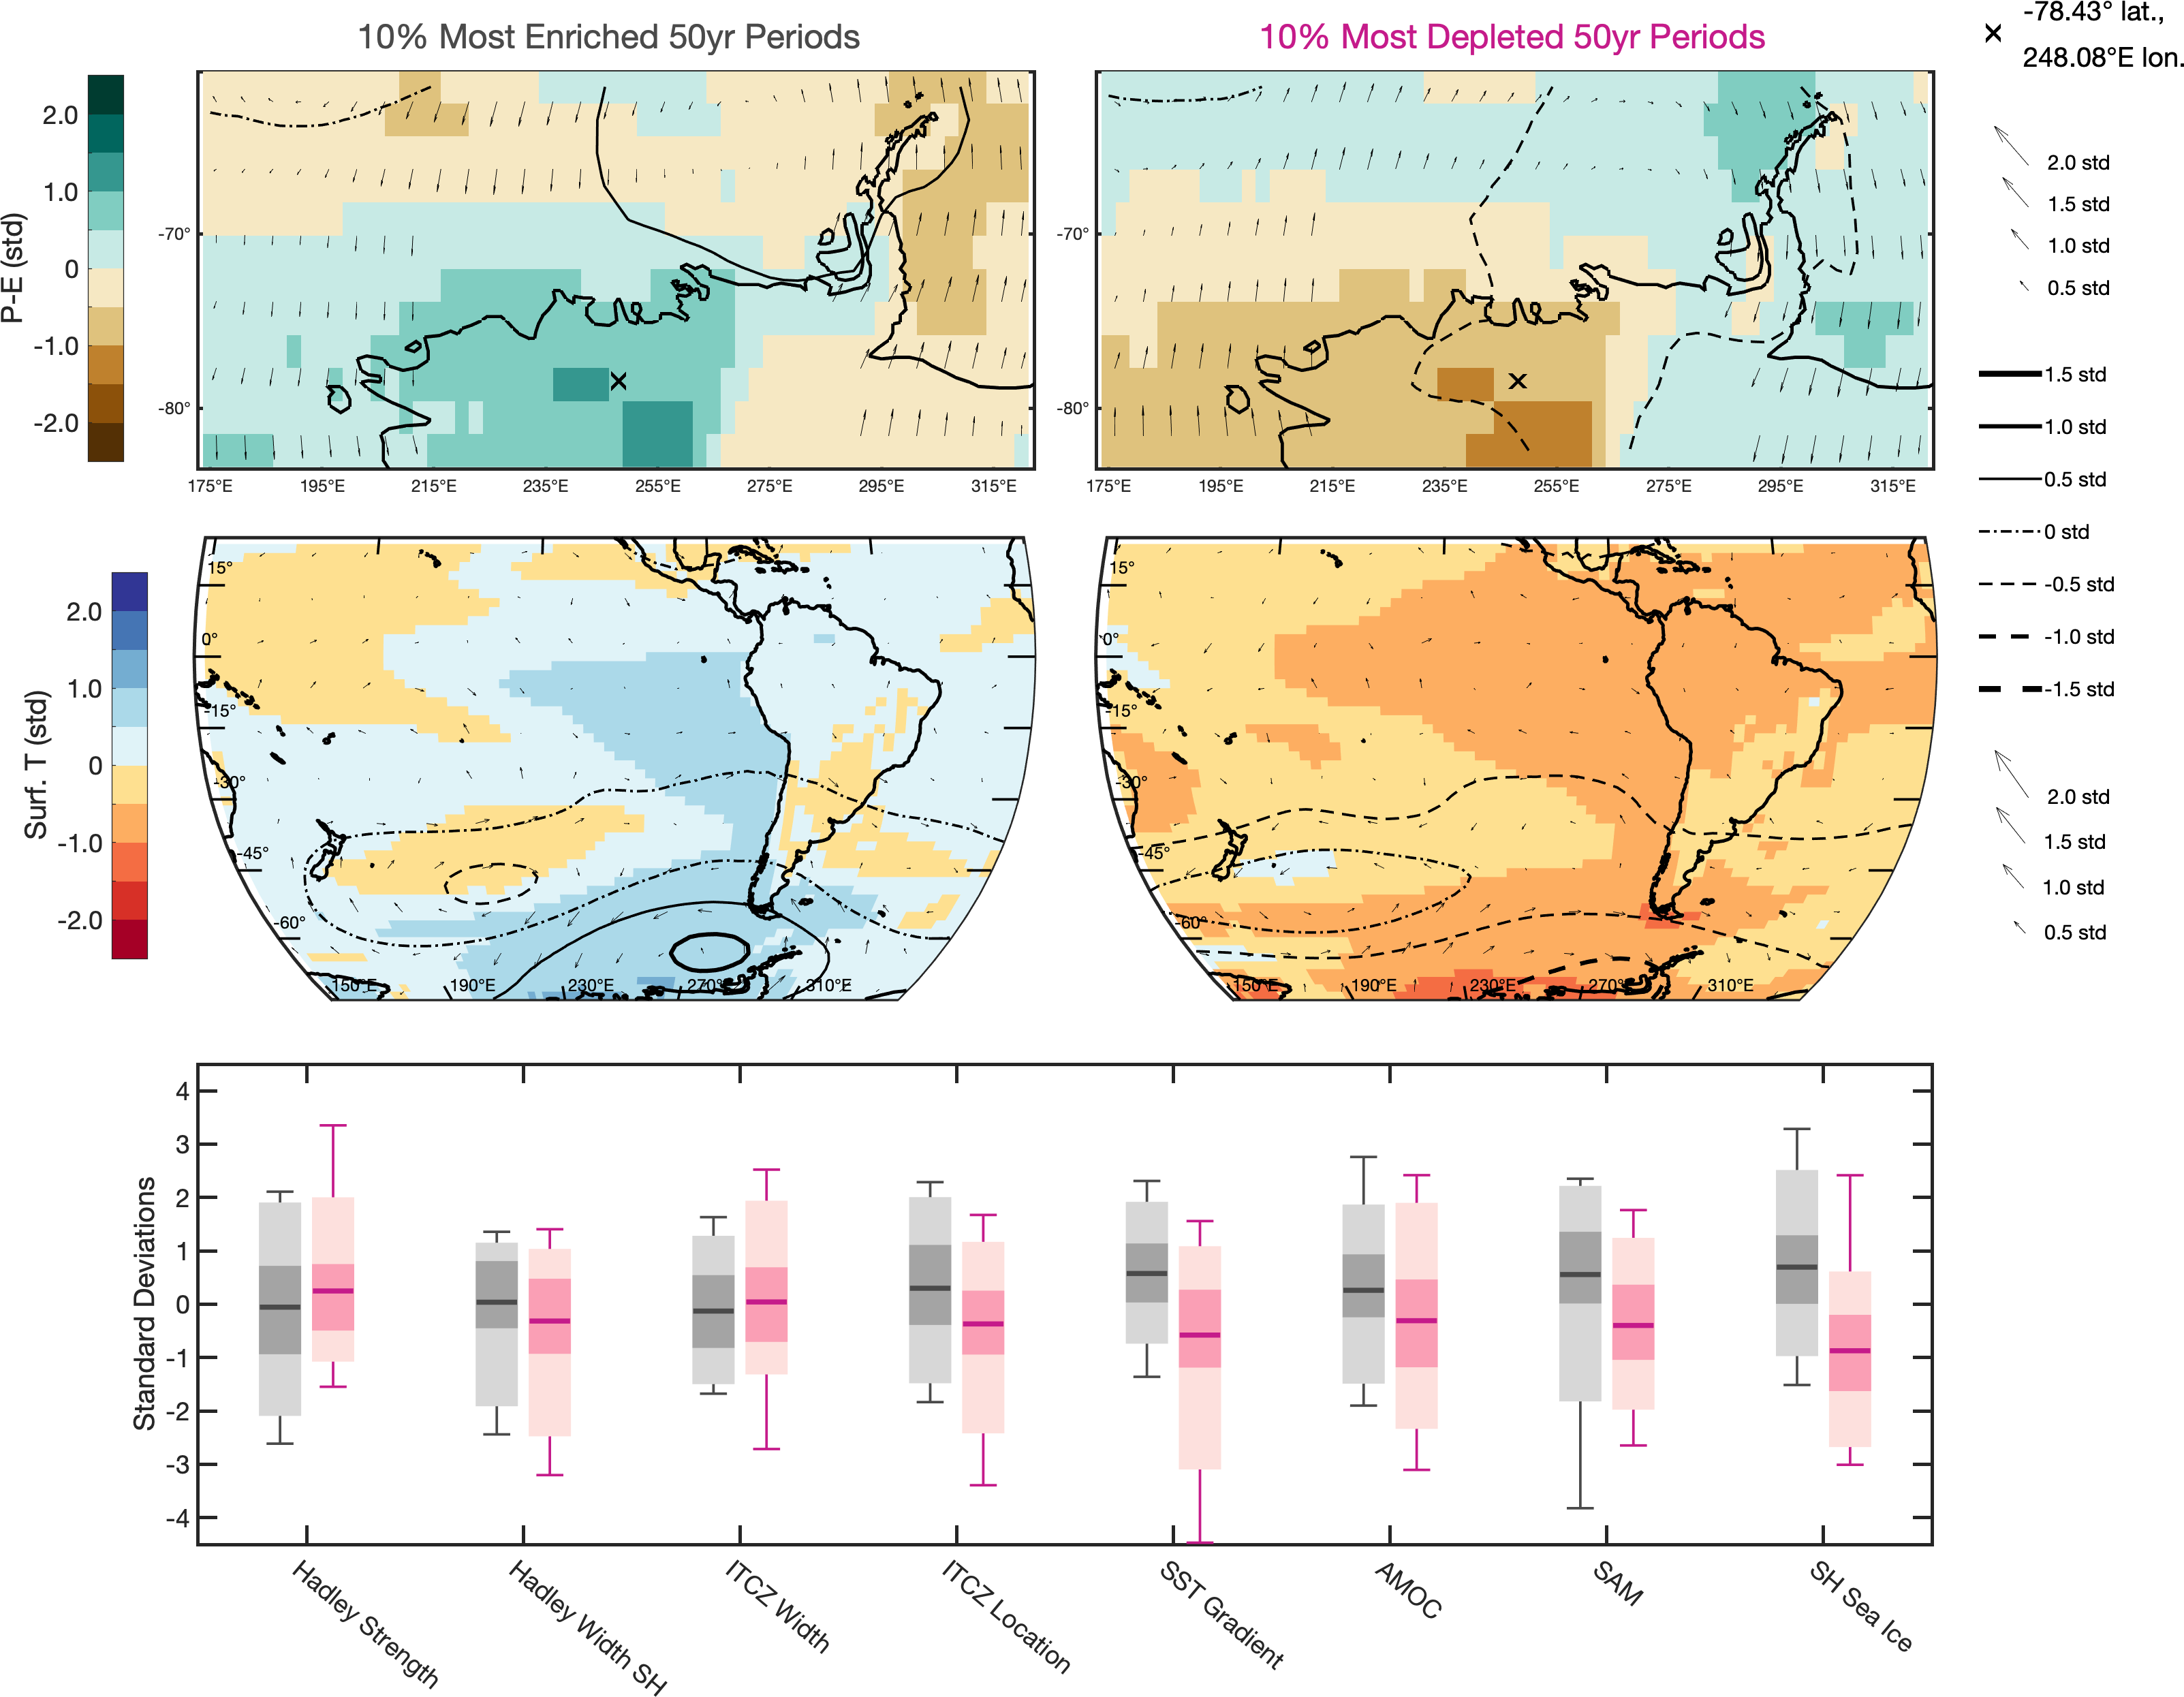 10% Most Enriched 50yr Periods
10% Most Depleted 50yr Periods
-78.43° lat.,
248.08°E lon.
P-E (std)
2.0
1.0
0
-1.0
-2.0
-70°
-80°
175°E 195°E 215°E 235°E 255°E 275°E 295°E 315°E
-70°
-80°
175°E 195°E 215°E 235°E 255°E 275°E 295°E 315°E
2.0 std
1.5 std
1.0 std
0.5 std
1.5 std
1.0 std
0.5 std
0 std
-0.5 std
-1.0 std
-1.5 std
2.0 std
1.5 std
1.0 std
0.5 std
Surf. T (std)
2.0
1.0
0
-1.0
-2.0
15°
0°
-15°
-30°
-45°
-60°
150°E 190°E 230°E 270°E 310°E
15°
0°
-15°
-30°
-45°
-60°
150°E 190°E 230°E 270°E 310°E
Standard Deviations
4
3
2
1
0
-1
-2
-3
-4
Hadley Strength
Hadley Width SH
ITCZ Width
ITCZ Location
SST Gradient
AMOC
SAM
SH Sea Ice